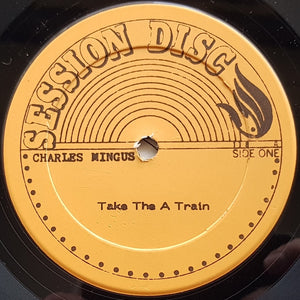 SESSION DISC
CHARLES MINGUS
SIDE ONE
Take The A Train